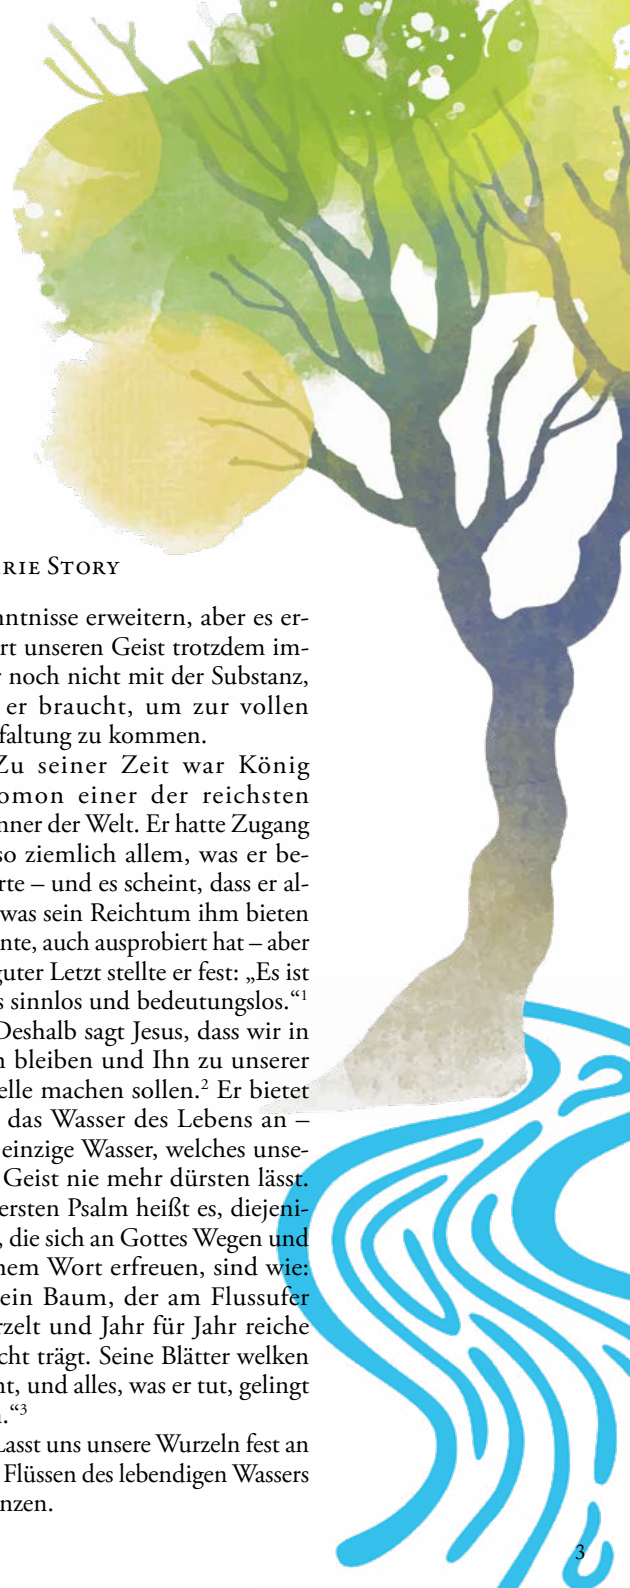 RIE STORY
ntnisse erweitern, aber es er-
rt unseren Geist trotzdem im-
r noch nicht mit der Substanz,
er braucht, um zur vollen
faltung zu kommen.
Zu seiner Zeit war König
omon einer der reichsten
nner der Welt. Er hatte Zugang
so ziemlich allem, was er be-
rte – und es scheint, dass er al-
was sein Reichtum ihm bieten
nte, auch ausprobiert hat – aber
guter Letzt stellte er fest: „Es ist
s sinnlos und bedeutungslos.“¹
Deshalb sagt Jesus, dass wir in
n bleiben und Ihn zu unserer
elle machen sollen.² Er bietet
das Wasser des Lebens an –
einzige Wasser, welches unse-
Geist nie mehr dürsten lässt.
ersten Psalm heißt es, diejeni-
, die sich an Gottes Wegen und
nem Wort erfreuen, sind wie:
ein Baum, der am Flussufer
rzelt und Jahr für Jahr reiche
cht trägt. Seine Blätter welken
nt, und alles, was er tut, gelingt
.“³
Lasst uns unsere Wurzeln fest an
Flüssen des lebendigen Wassers
nzen.
3